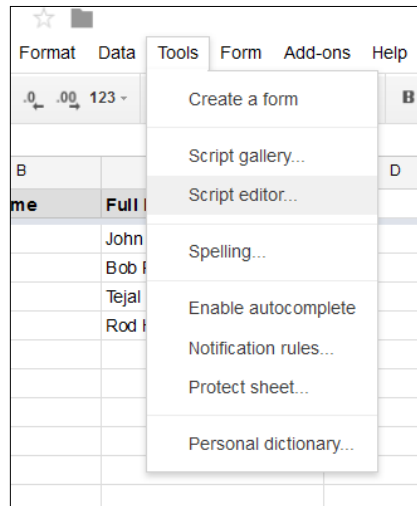 Format Data Tools Form Add-ons Help
.0 .00 123 B
Create a form
Script gallery...
Script editor...
Spelling...
Enable autocomplete
Notification rules...
Protect sheet...
Personal dictionary...
B D
me Full
John
Bob
Tejal
Rod